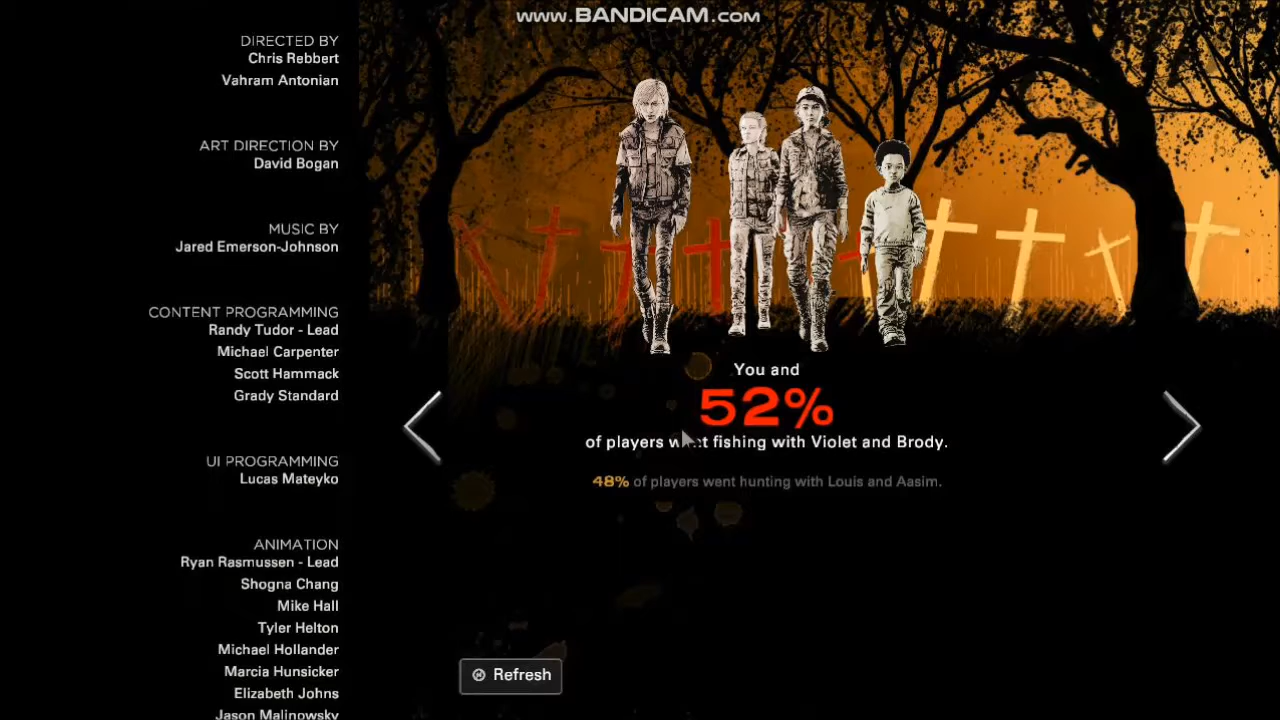 www.BANDICAM.com
DIRECTED BY
Chris Rebbert
Vahram Antonian
ART DIRECTION BY
David Bogan
MUSIC BY
Jared Emerson-Johnson
CONTENT PROGRAMMING
Randy Tudor - Lead
Michael Carpenter
Scott Hammack
Grady Standard
UI PROGRAMMING
Lucas Mateyko
ANIMATION
Ryan Rasmussen - Lead
Shogna Chang
Mike Hall
Tyler Helton
Michael Hollander
Marcia Hunsicker
Elizabeth Johns
Jason Malinowsky
You and
52%
of players went fishing with Violet and Brody.
48% of players went hunting with Louis and Aasim.
Refresh